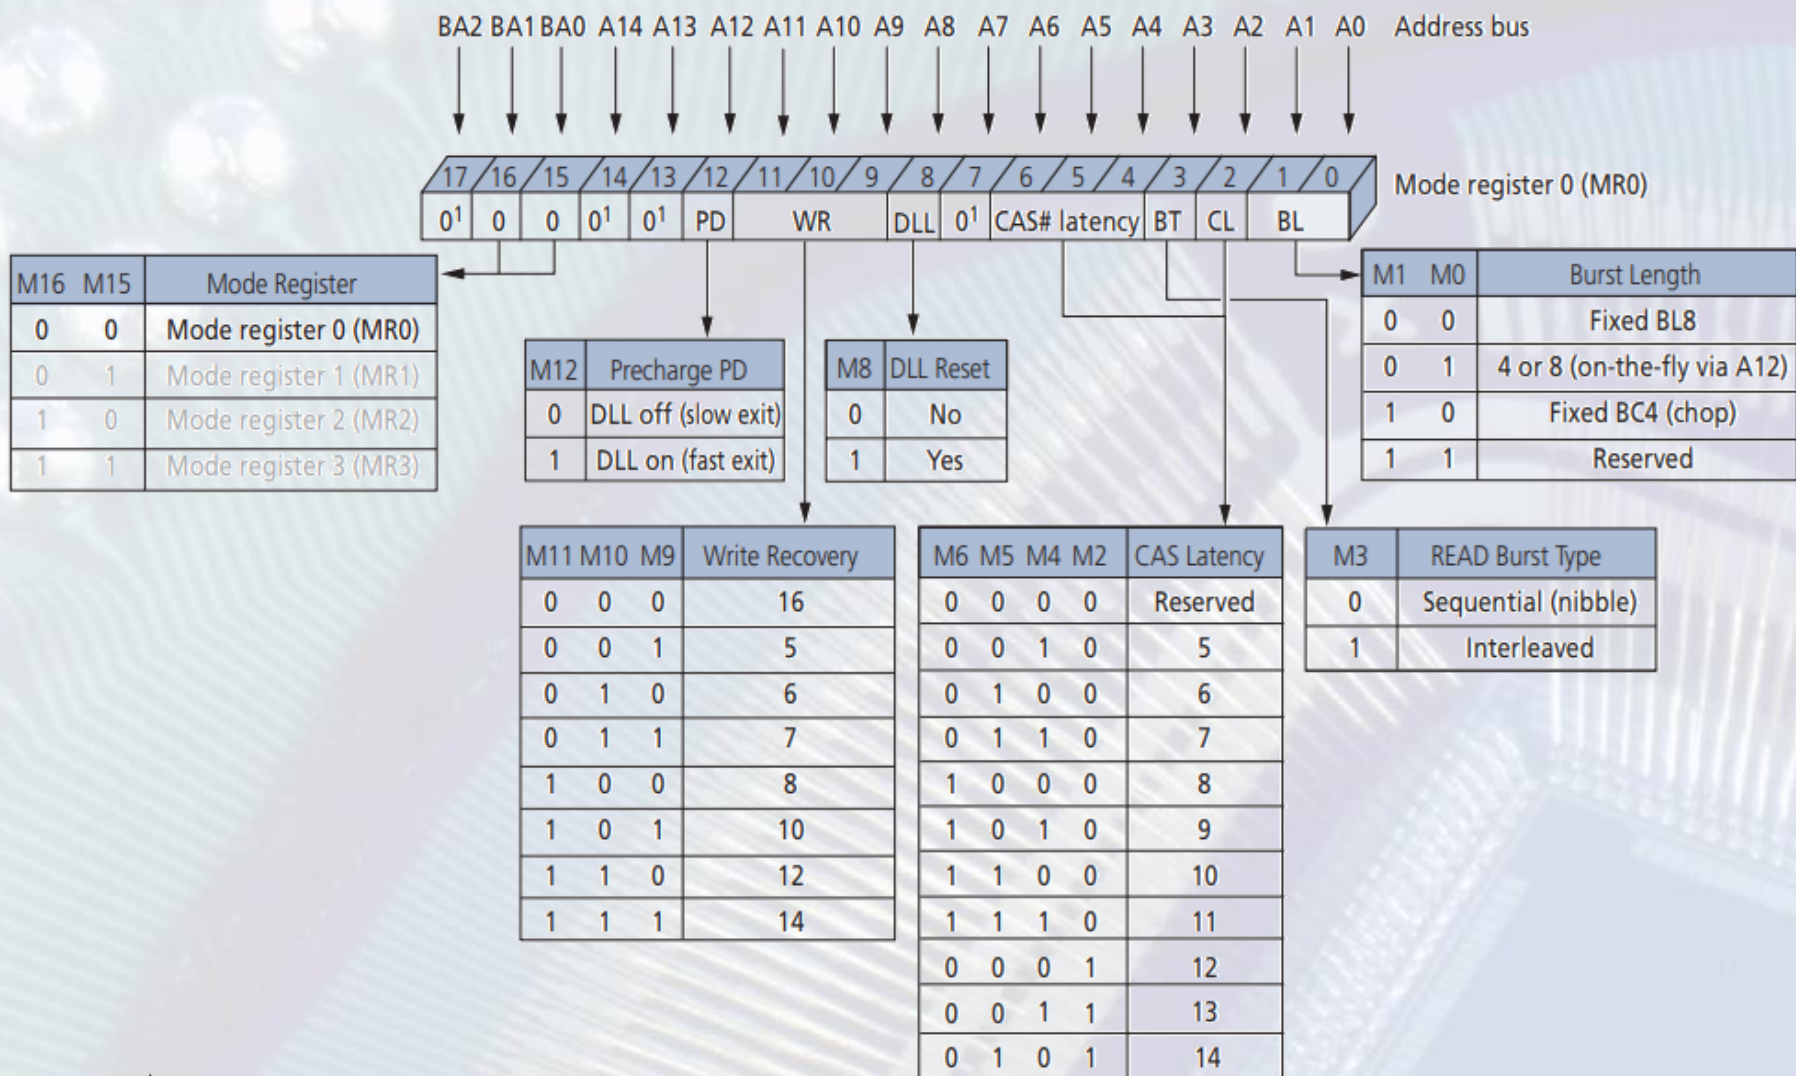 BA2 BA1 BA0 A14 A13 A12 A11 A10 A9 A8 A7 A6 A5 A4 A3 A2 A1 A0 Address bus
17 16 15 14 13 12 11 10 9 8 7 6 5 4 3 2 1 0 Mode register 0 (MR0)
0¹ 0 0 0¹ 0¹ PD WR DLL 0¹ CAS# latency BT CL BL
M16 M15 Mode Register
0 0 Mode register 0 (MR0)
0 1 Mode register 1 (MR1)
1 0 Mode register 2 (MR2)
1 1 Mode register 3 (MR3)
M12 Precharge PD
0 DLL off (slow exit)
1 DLL on (fast exit)
M8 DLL Reset
0 No
1 Yes
M1 M0 Burst Length
0 0 Fixed BL8
0 1 4 or 8 (on-the-fly via A12)
1 0 Fixed BC4 (chop)
1 1 Reserved
M11 M10 M9 Write Recovery
0 0 0 16
0 0 1 5
0 1 0 6
0 1 1 7
1 0 0 8
1 0 1 10
1 1 0 12
1 1 1 14
M6 M5 M4 M2 CAS Latency
0 0 0 0 Reserved
0 0 1 0 5
0 1 0 0 6
0 1 1 0 7
1 0 0 0 8
1 0 1 0 9
1 1 0 0 10
1 1 1 0 11
0 0 0 1 12
0 0 1 1 13
0 1 0 1 14
M3 READ Burst Type
0 Sequential (nibble)
1 Interleaved